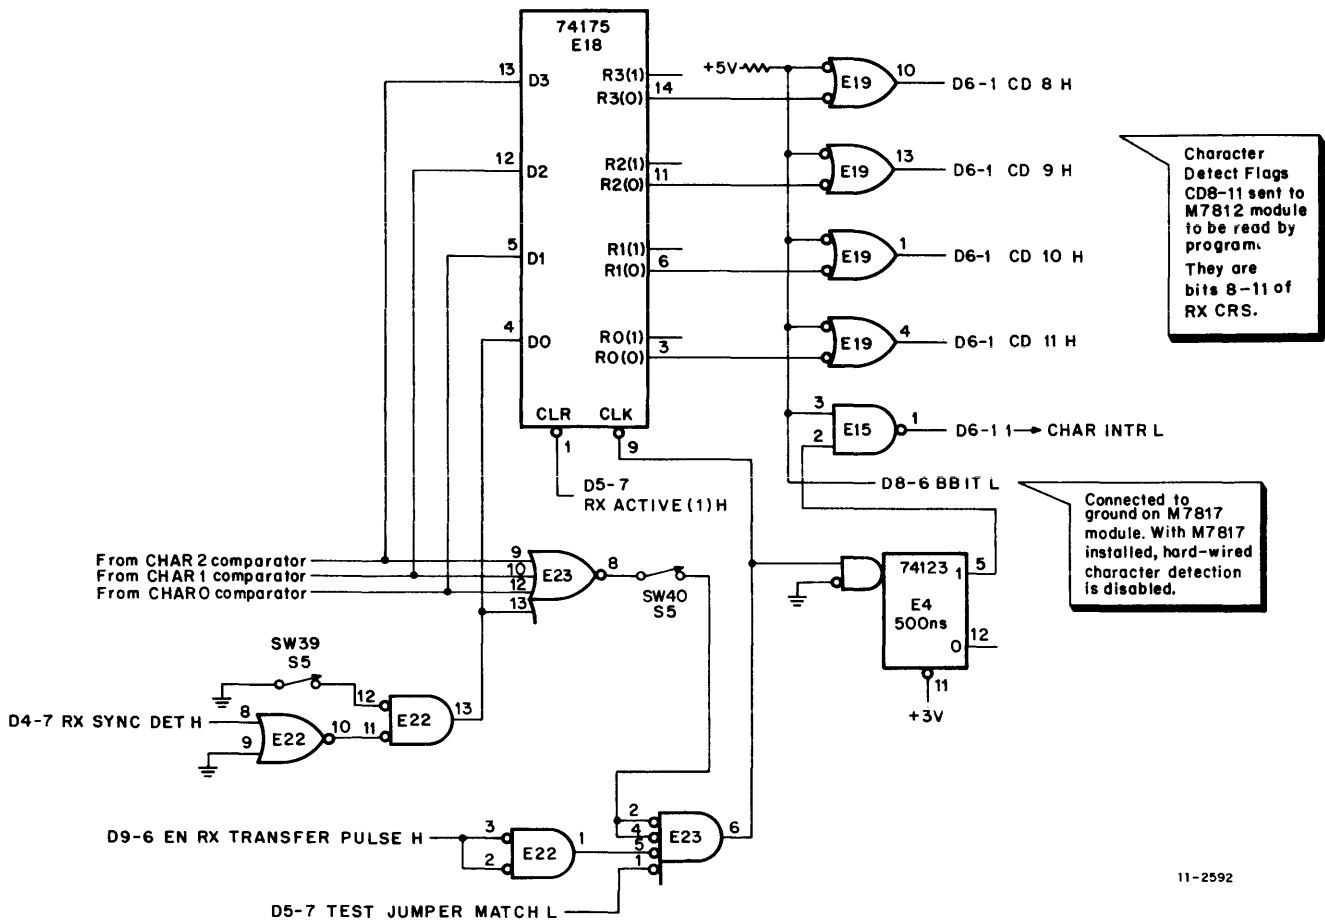 74175
E18
13
D3
12
D2
5
D1
4
D0
R3(1)
14
R3(0)
R2(1)
11
R2(0)
R1(1)
6
R1(0)
R0(1)
3
R0(0)
CLR
CLK
1
9
+5V
E19
10
D6-1 CD 8 H
E19
13
D6-1 CD 9 H
E19
1
D6-1 CD 10 H
E19
4
D6-1 CD 11 H
3
2
E15
1
D6-1 1→ CHAR INTR L
D8-6 BBIT L
Character
Detect Flags
CD8-11 sent to
M7812 module
to be read by
program.
They are
bits 8-11 of
RX CRS.
Connected to
ground on M7817
module. With M7817
installed, hard-wired
character detection
is disabled.
D5-7
RX ACTIVE (1) H
From CHAR 2 comparator
From CHAR 1 comparator
From CHAR0 comparator
9
10
12
13
E23
8
SW40
S5
74123
1
5
E4
500ns
0
12
11
+3V
SW39
S5
12
11
E22
13
D4-7 RX SYNC DET H
8
9
E22
10
D9-6 EN RX TRANSFER PULSE H
3
2
E22
1
2
4
5
1
E23
6
D5-7 TEST JUMPER MATCH L
11-2592